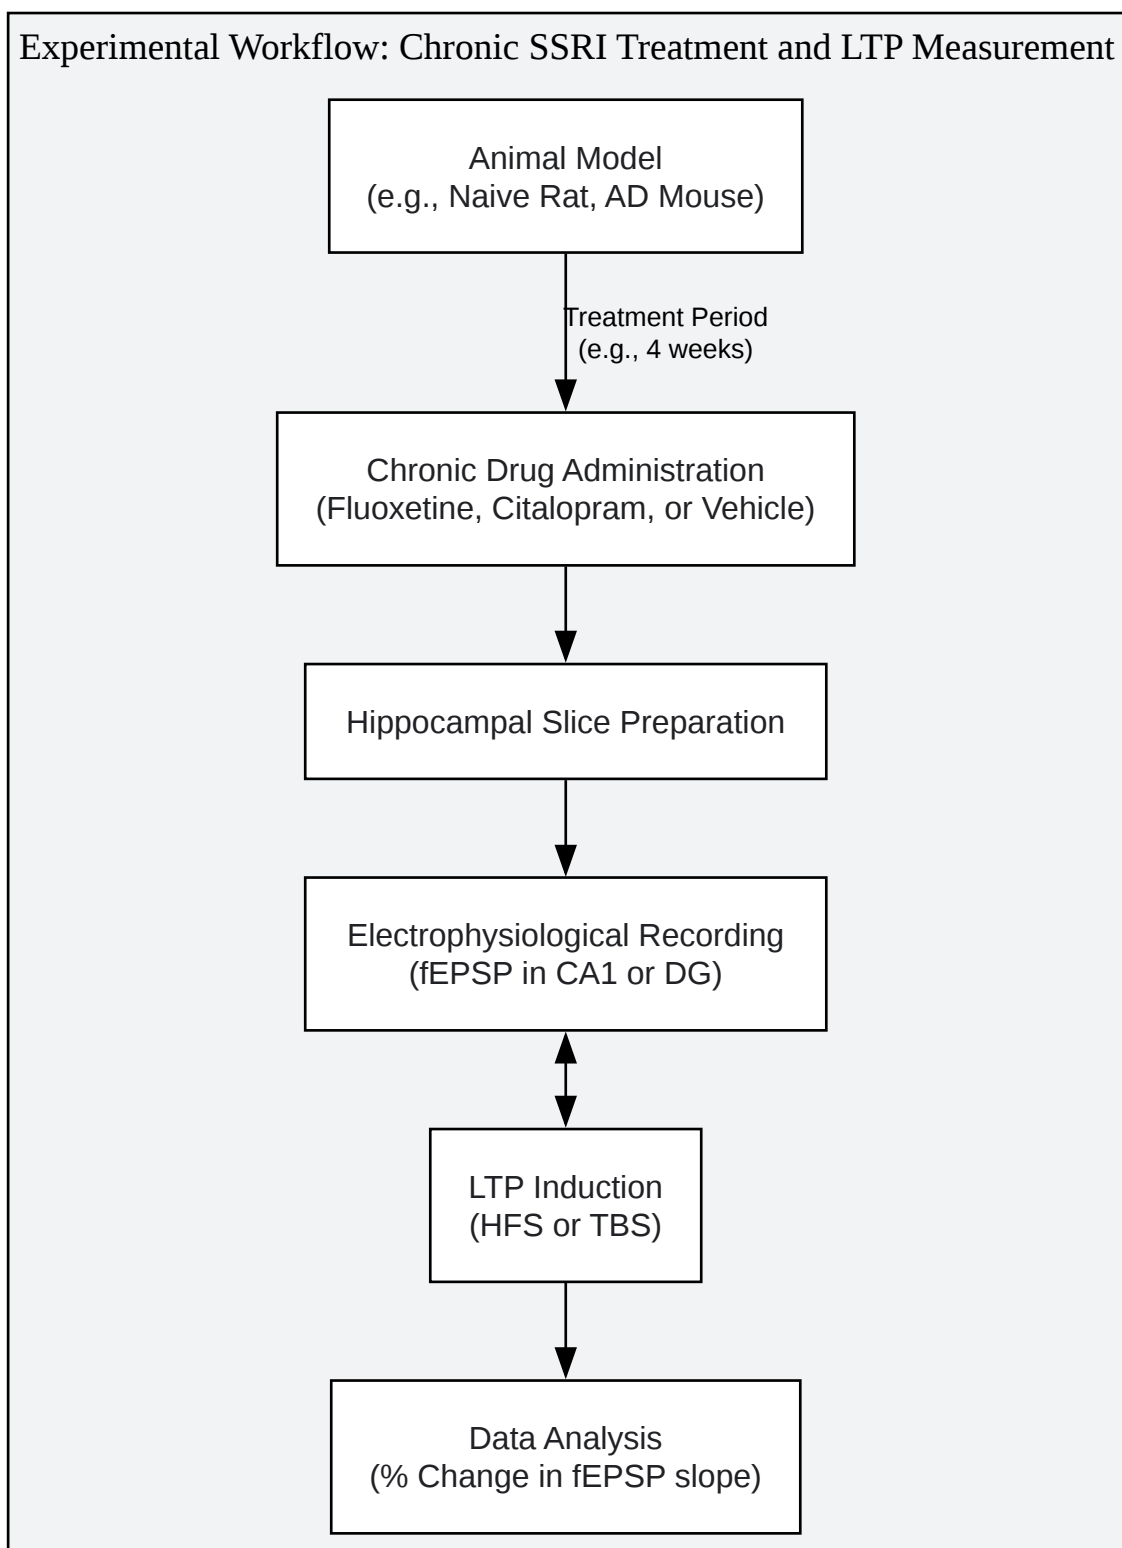 Experimental Workflow: Chronic SSRI Treatment and LTP Measurement
Animal Model
(e.g., Naive Rat, AD Mouse)
Treatment Period
(e.g., 4 weeks)
Chronic Drug Administration
(Fluoxetine, Citalopram, or Vehicle)
Hippocampal Slice Preparation
Electrophysiological Recording
(fEPSP in CA1 or DG)
LTP Induction
(HFS or TBS)
Data Analysis
(% Change in fEPSP slope)